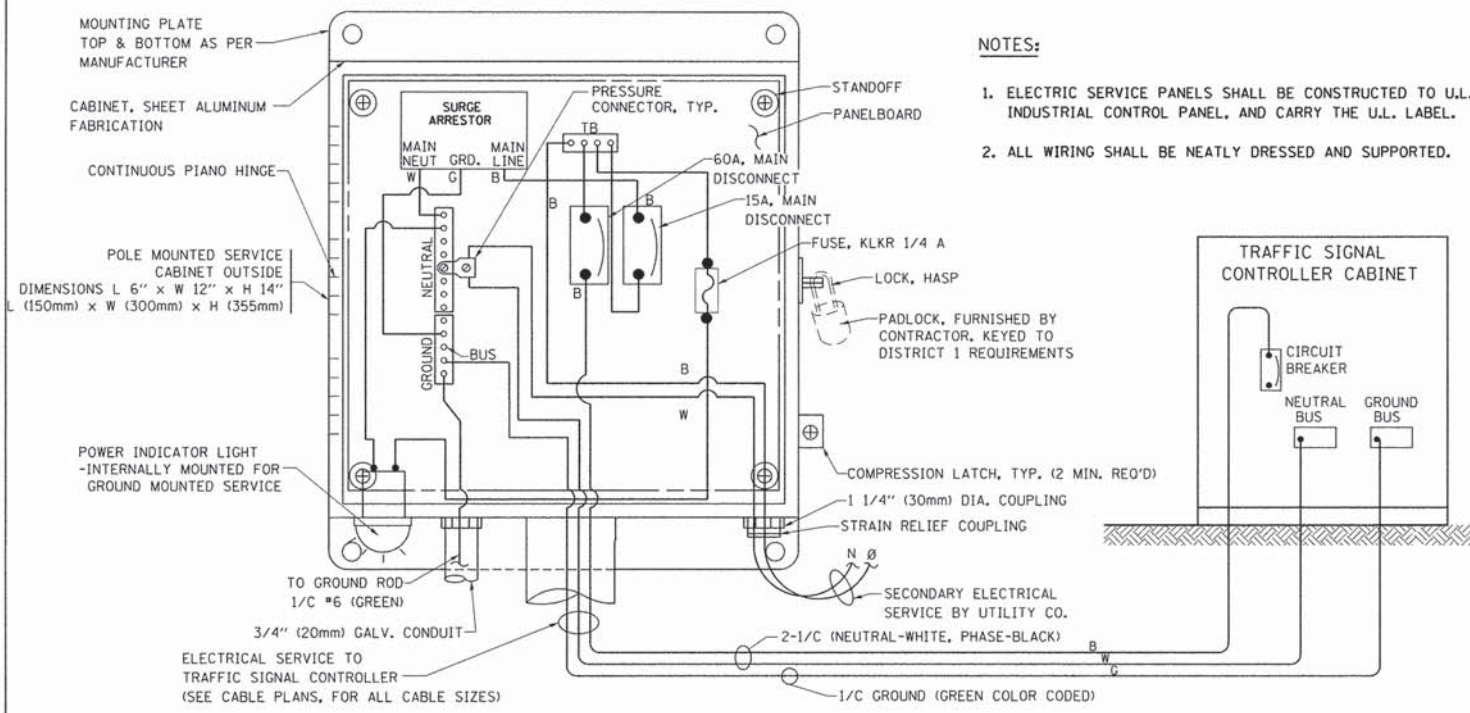 MOUNTING PLATE
TOP & BOTTOM AS PER
MANUFACTURER
CABINET, SHEET ALUMINUM
FABRICATION
CONTINUOUS PIANO HINGE
POLE MOUNTED SERVICE
CABINET OUTSIDE
DIMENSIONS L 6" x W 12" x H 14"
L (150mm) x W (300mm) x H (355mm)
POWER INDICATOR LIGHT
-INTERNALLY MOUNTED FOR
GROUND MOUNTED SERVICE
TO GROUND ROD
1/C #6 (GREEN)
3/4" (20mm) GALV. CONDUIT
ELECTRICAL SERVICE TO
TRAFFIC SIGNAL CONTROLLER
(SEE CABLE PLANS, FOR ALL CABLE SIZES)
SURGE
ARRESTOR
MAIN
NEUT
GRD.
MAIN
LINE
W
G
B
PRESSURE
CONNECTOR, TYP.
TB
NEUTRAL
GROUND
BUS
B
B
B
B
W
60A, MAIN
DISCONNECT
15A, MAIN
DISCONNECT
STANDOFF
PANELBOARD
FUSE, KLKR 1/4 A
LOCK, HASP
PADLOCK, FURNISHED BY
CONTRACTOR, KEYED TO
DISTRICT 1 REQUIREMENTS
COMPRESSION LATCH, TYP. (2 MIN. REQ'D)
1 1/4" (30mm) DIA. COUPLING
STRAIN RELIEF COUPLING
N Ø
SECONDARY ELECTRICAL
SERVICE BY UTILITY CO.
2-1/C (NEUTRAL-WHITE, PHASE-BLACK)
B
W
G
1/C GROUND (GREEN COLOR CODED)
NOTES:
1. ELECTRIC SERVICE PANELS SHALL BE CONSTRUCTED TO U.L.
INDUSTRIAL CONTROL PANEL, AND CARRY THE U.L. LABEL.
2. ALL WIRING SHALL BE NEATLY DRESSED AND SUPPORTED.
TRAFFIC SIGNAL
CONTROLLER CABINET
CIRCUIT
BREAKER
NEUTRAL
BUS
GROUND
BUS